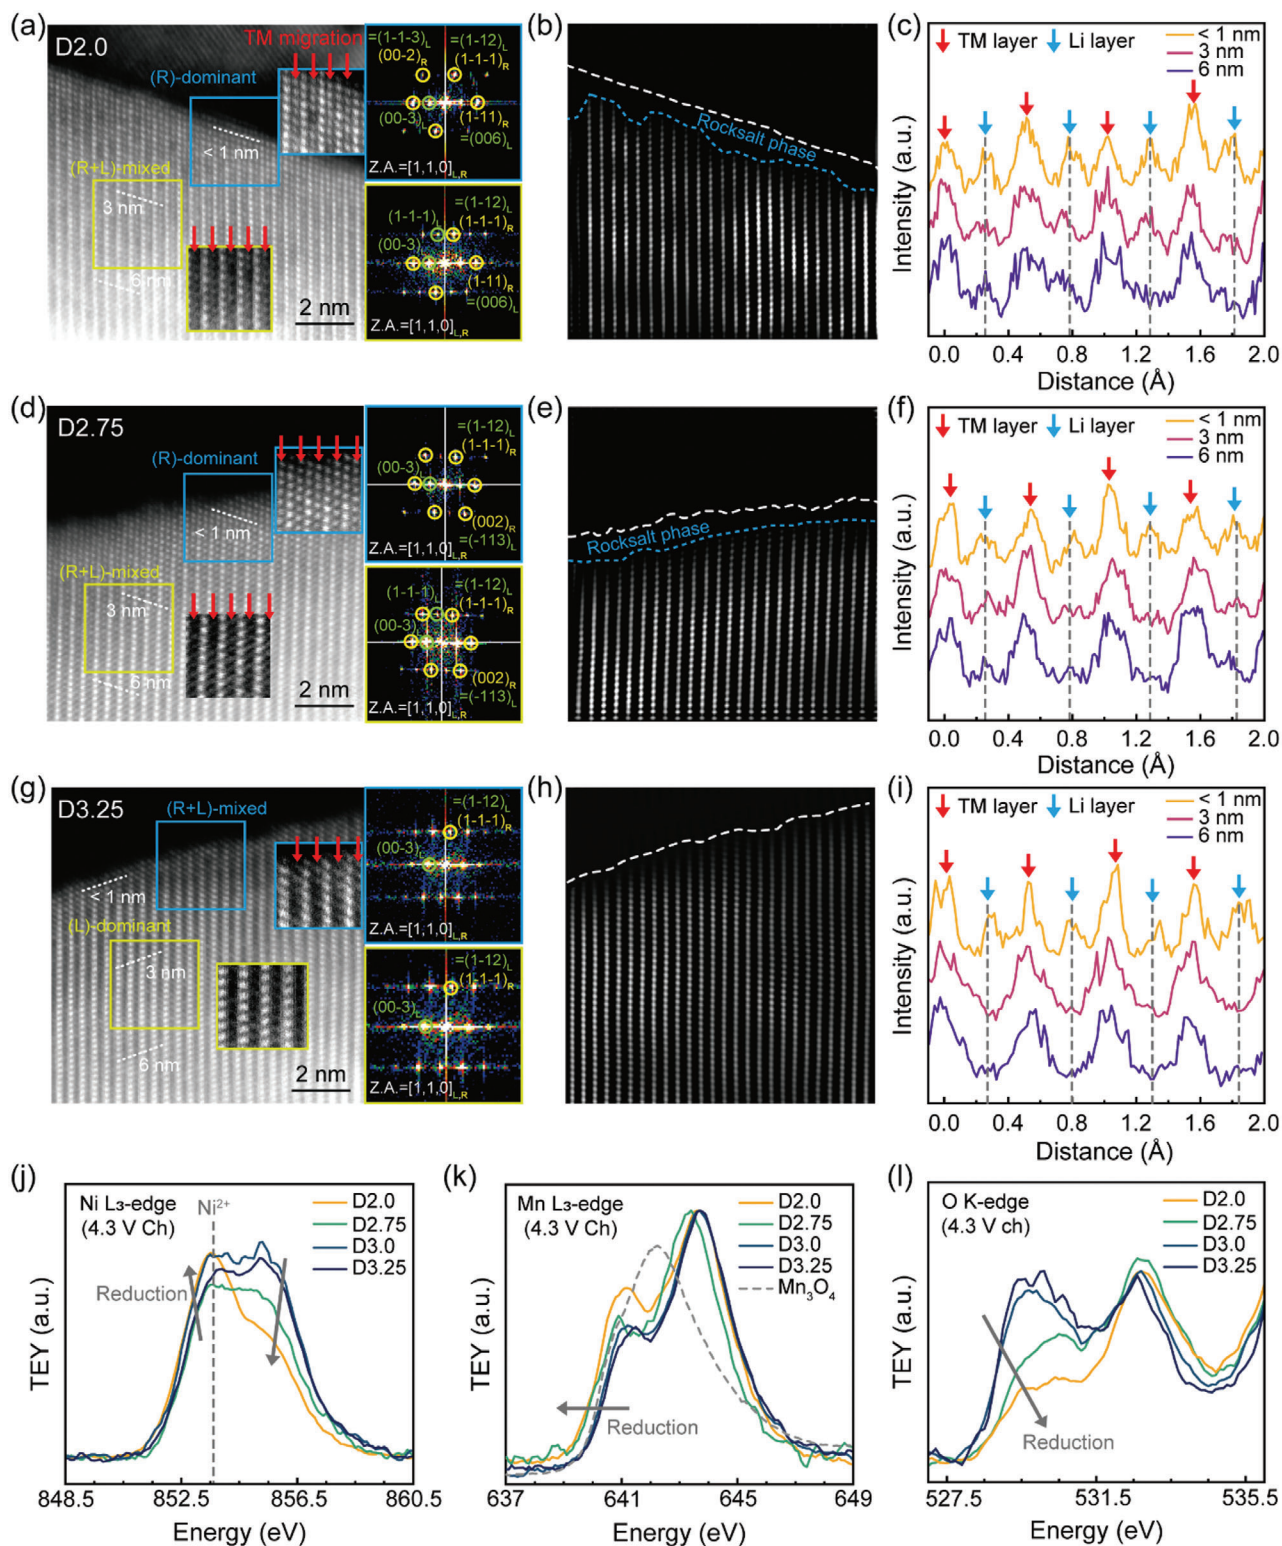 (a)
D2.0
TM migration
(R)-dominant
< 1 nm
(R+L)-mixed
3 nm
6 nm
2 nm
=(1-1-3)L
(00-2)R
=(1-12)L
(1-1-1)R
(00-3)L
(1-11)R
=(006)L
Z.A.=[1,1,0]L,R
(1-1-1)L
=(1-12)L
(1-1-1)R
(00-3)L
(1-11)R
=(006)L
Z.A.=[1,1,0]L,R
(b)
Rocksalt phase
(c)
TM layer
Li layer
< 1 nm
3 nm
6 nm
Intensity (a.u.)
0.0 0.4 0.8 1.2 1.6 2.0
Distance (Å)
(d)
D2.75
(R)-dominant
< 1 nm
(R+L)-mixed
3 nm
6 nm
2 nm
=(1-12)L
(1-1-1)R
(00-3)L
(002)R
=(-113)L
Z.A.=[1,1,0]L,R
(1-1-1)L
=(1-12)L
(1-1-1)R
(00-3)L
(002)R
=(-113)L
Z.A.=[1,1,0]L,R
(e)
Rocksalt phase
(f)
TM layer
Li layer
< 1 nm
3 nm
6 nm
Intensity (a.u.)
0.0 0.4 0.8 1.2 1.6 2.0
Distance (Å)
(g)
D3.25
(R+L)-mixed
< 1 nm
(L)-dominant
3 nm
6 nm
2 nm
=(1-12)L
(1-1-1)R
(00-3)L
Z.A.=[1,1,0]L,R
=(1-12)L
(1-1-1)R
(00-3)L
Z.A.=[1,1,0]L,R
(h)
(i)
TM layer
Li layer
< 1 nm
3 nm
6 nm
Intensity (a.u.)
0.0 0.4 0.8 1.2 1.6 2.0
Distance (Å)
(j)
Ni L₃-edge
(4.3 V Ch)
Ni²⁺
D2.0
D2.75
D3.0
D3.25
Reduction
TEY (a.u.)
848.5 852.5 856.5 860.5
Energy (eV)
(k)
Mn L₃-edge
(4.3 V Ch)
D2.0
D2.75
D3.0
D3.25
Mn₃O₄
Reduction
TEY (a.u.)
637 641 645 649
Energy (eV)
(l)
O K-edge
(4.3 V ch)
D2.0
D2.75
D3.0
D3.25
Reduction
TEY (a.u.)
527.5 531.5 535.5
Energy (eV)